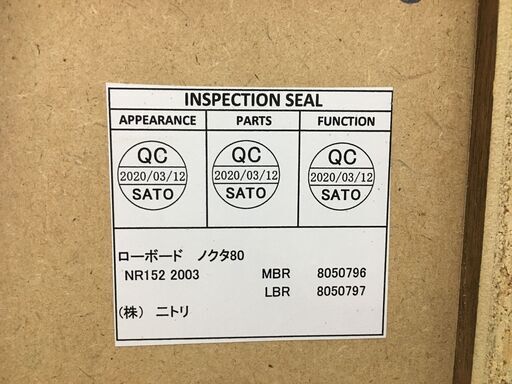 INSPECTION SEAL
APPEARANCE PARTS FUNCTION
QC QC QC
2020/03/12 2020/03/12 2020/03/12
SATO SATO SATO
ローボード ノクタ80
NR152 2003 MBR 8050796
LBR 8050797
(株) ニトリ